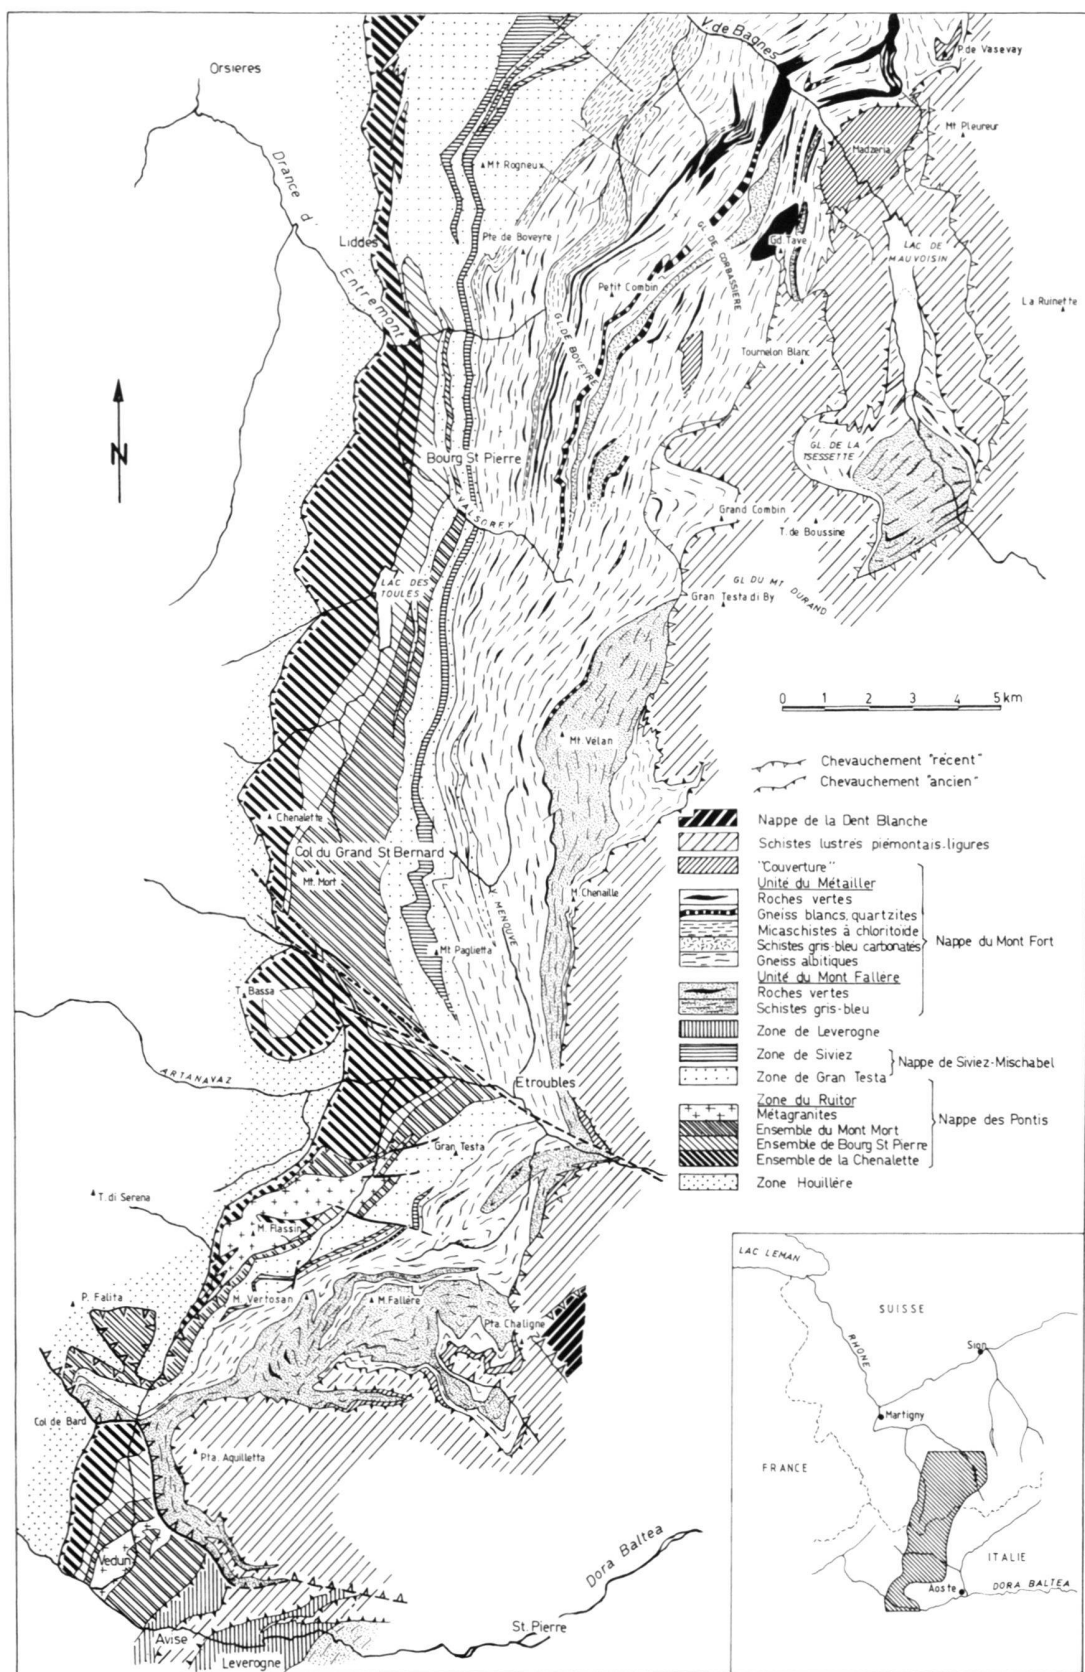 Orsières
V. de Bagnes
P. de Vasevay
Mt Pleureur
Madzeria
Mt. Rogneux
Drance d' Entremont
Liddes
Pte de Boveyre
GL. DE CORBASSIERE
Gd. Tave
LAC DE MAUVOISIN
Petit Combin
La Ruinette
GL. DE BOVEYRE
Tournelon Blanc
N
Bourg St Pierre
GL. DE LA TSESSETTE
VALSOREY
Grand Combin
T. de Boussine
LAC DES TOULES
GL DU MT DURAND
Gran Testa di By
0 1 2 3 4 5 km
Mt. Vélan
Chevauchement "récent"
Chevauchement "ancien"
Chenalette
Nappe de la Dent Blanche
Schistes lustrés piémontais-ligures
Col du Grand St Bernard
Mt. Mort
"Couverture"
Unité du Métailler
Roches vertes
Gneiss blancs, quartzites
Micaschistes à chloritoïde
Schistes gris-bleu carbonatés
Gneiss albitiques
Nappe du Mont Fort
Unité du Mont Fallère
Roches vertes
Schistes gris-bleu
M. Chenaille
MENOUVE
Mt Paglietta
T. Bassa
Zone de Leverogne
Zone de Siviez
Zone de Gran Testa
Nappe de Siviez-Mischabel
ARTANAVAZ
Etroubles
Zone du Ruitor
Métagranites
Ensemble du Mont Mort
Ensemble de Bourg St Pierre
Ensemble de la Chenalette
Nappe des Pontis
Zone Houillère
Gran Testa
T. di Serena
M. Flassin
P. Falita
M. Vertosan
M. Fallère
Pta. Chaligne
Col de Bard
Pta. Aquilletta
Vedun
Avise
Leverogne
St. Pierre
Dora Baltea
LAC LEMAN
SUISSE
RHÔNE
Sion
Martigny
FRANCE
ITALIE
Aoste
DORA BALTEA